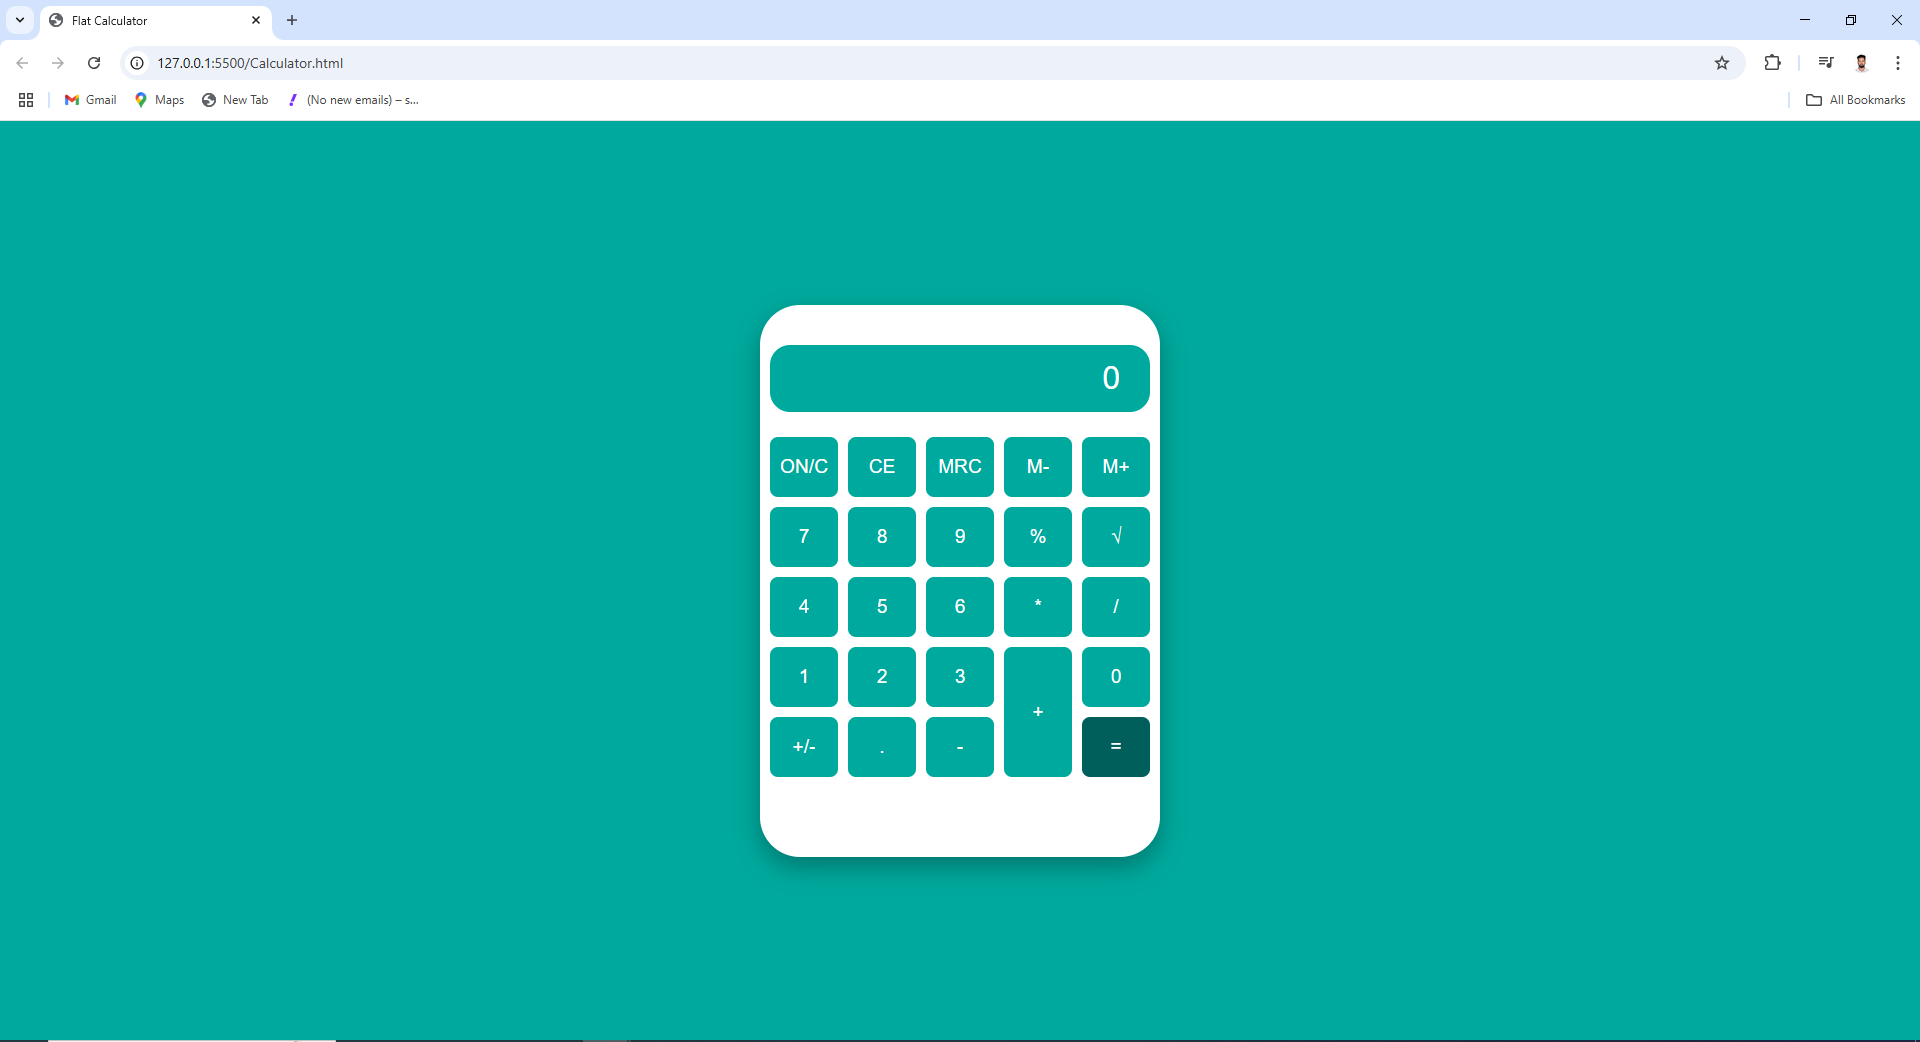 Flat Calculator
127.0.0.1:5500/Calculator.html
Gmail Maps New Tab (No new emails) – s... All Bookmarks
0
ON/C CE MRC M- M+
7 8 9 % √
4 5 6 * /
1 2 3 + 0
+/- . - =